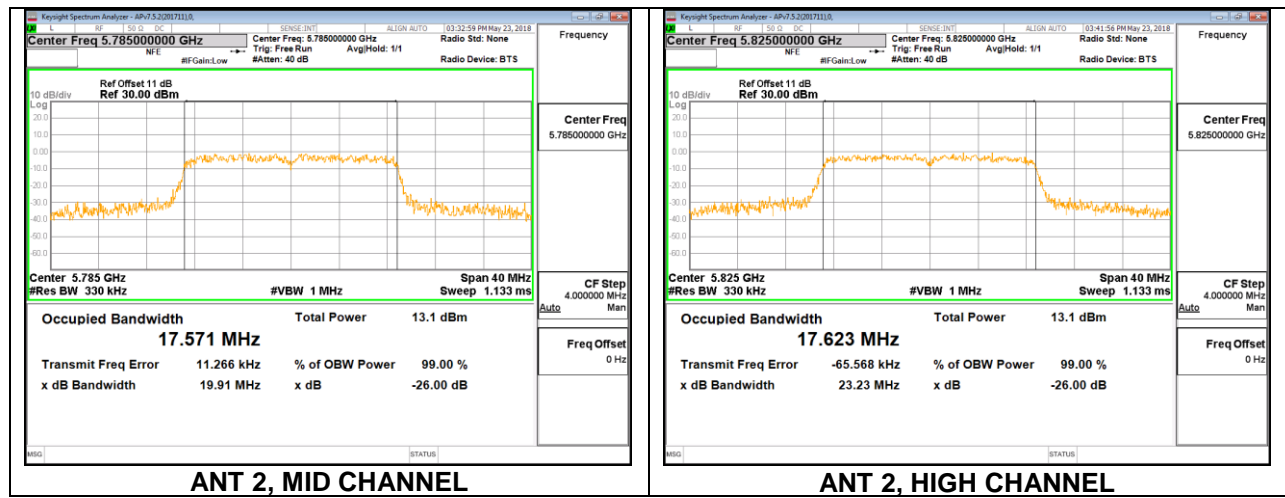 Keysight Spectrum Analyzer - APv7.5.2(201711),0,
L RF 50 Ω DC SENSE:INT ALIGN AUTO 03:32:59 PM May 23, 2018
Center Freq 5.785000000 GHz
NFE
#IFGain:Low
Center Freq: 5.785000000 GHz
Trig: Free Run Avg|Hold: 1/1
#Atten: 40 dB
Radio Std: None
Radio Device: BTS
Ref Offset 11 dB
10 dB/div Ref 30.00 dBm
Log
20.0
10.0
0.00
-10.0
-20.0
-30.0
-40.0
-50.0
-60.0
Center 5.785 GHz Span 40 MHz
#Res BW 330 kHz #VBW 1 MHz Sweep 1.133 ms
Occupied Bandwidth Total Power 13.1 dBm
17.571 MHz
Transmit Freq Error 11.266 kHz % of OBW Power 99.00 %
x dB Bandwidth 19.91 MHz x dB -26.00 dB
MSG STATUS
Frequency
Center Freq
5.785000000 GHz
CF Step
4.000000 MHz
Auto Man
Freq Offset
0 Hz
ANT 2, MID CHANNEL
Keysight Spectrum Analyzer - APv7.5.2(201711),0,
L RF 50 Ω DC SENSE:INT ALIGN AUTO 03:41:56 PM May 23, 2018
Center Freq 5.825000000 GHz
NFE
#IFGain:Low
Center Freq: 5.825000000 GHz
Trig: Free Run Avg|Hold: 1/1
#Atten: 40 dB
Radio Std: None
Radio Device: BTS
Ref Offset 11 dB
10 dB/div Ref 30.00 dBm
Log
20.0
10.0
0.00
-10.0
-20.0
-30.0
-40.0
-50.0
-60.0
Center 5.825 GHz Span 40 MHz
#Res BW 330 kHz #VBW 1 MHz Sweep 1.133 ms
Occupied Bandwidth Total Power 13.1 dBm
17.623 MHz
Transmit Freq Error -65.568 kHz % of OBW Power 99.00 %
x dB Bandwidth 23.23 MHz x dB -26.00 dB
MSG STATUS
Frequency
Center Freq
5.825000000 GHz
CF Step
4.000000 MHz
Auto Man
Freq Offset
0 Hz
ANT 2, HIGH CHANNEL